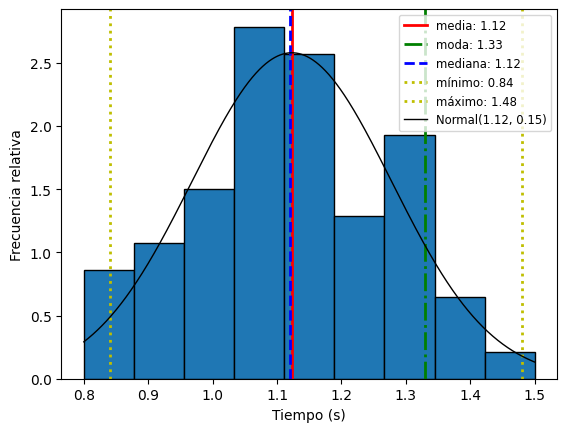 media: 1.12
moda: 1.33
mediana: 1.12
mínimo: 0.84
máximo: 1.48
Normal(1.12, 0.15)
Frecuencia relativa
2.5
2.0
1.5
1.0
0.5
0.0
0.8 0.9 1.0 1.1 1.2 1.3 1.4 1.5
Tiempo (s)